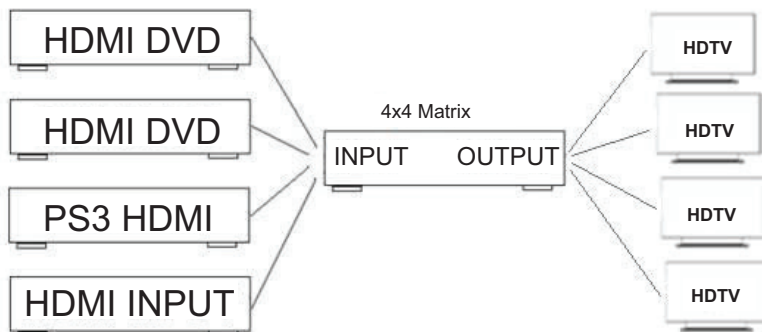 HDMI DVD
HDMI DVD
PS3 HDMI
HDMI INPUT
4x4 Matrix
INPUT OUTPUT
HDTV
HDTV
HDTV
HDTV